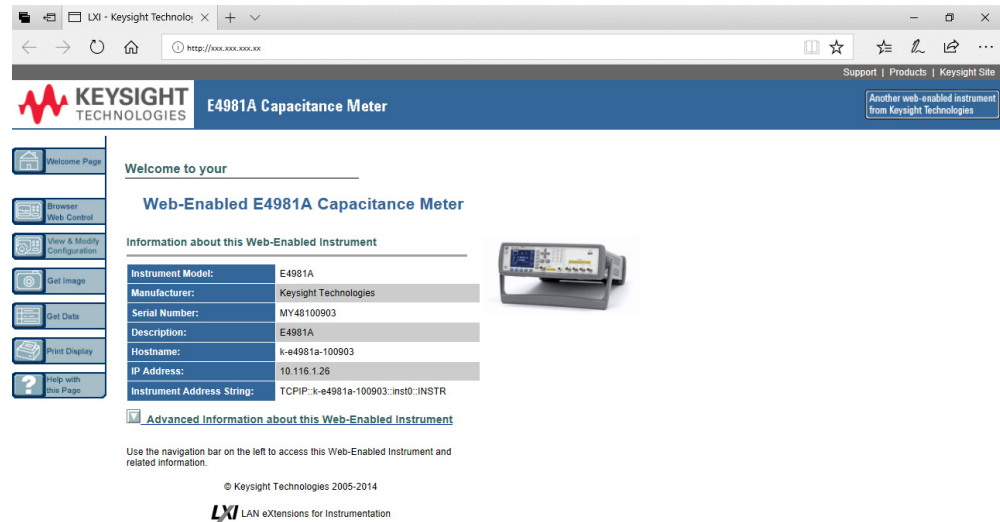 LXI - Keysight Technolo
http://xxx.xxx.xxx.xx
Support | Products | Keysight Site
KEYSIGHT
TECHNOLOGIES
E4981A Capacitance Meter
Another web-enabled instrument
from Keysight Technologies
Welcome Page
Browser
Web Control
View & Modify
Configuration
Get Image
Get Data
Print Display
Help with
this Page
Welcome to your
Web-Enabled E4981A Capacitance Meter
Information about this Web-Enabled Instrument
Instrument Model: E4981A
Manufacturer: Keysight Technologies
Serial Number: MY48100903
Description: E4981A
Hostname: k-e4981a-100903
IP Address: 10.116.1.26
Instrument Address String: TCPIP::k-e4981a-100903::inst0::INSTR
Advanced Information about this Web-Enabled Instrument
Use the navigation bar on the left to access this Web-Enabled Instrument and
related information.
© Keysight Technologies 2005-2014
LXI LAN eXtensions for Instrumentation